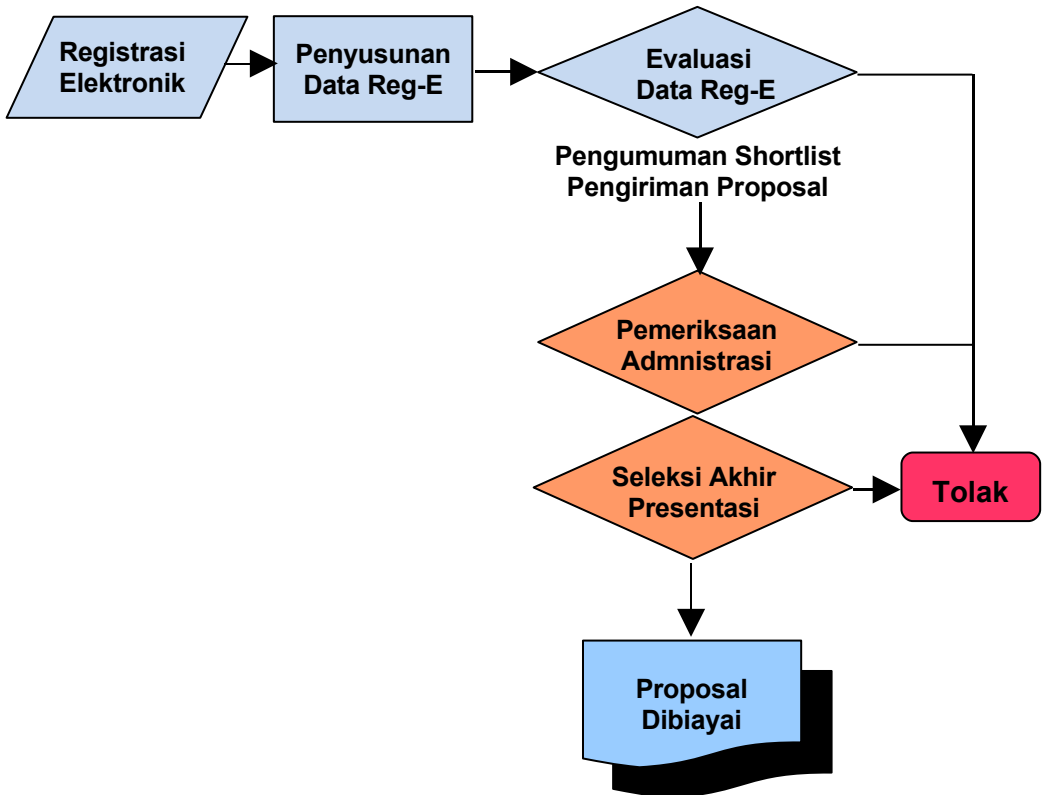 Registrasi
Elektronik
Penyusunan
Data Reg-E
Evaluasi
Data Reg-E
Pengumuman Shortlist
Pengiriman Proposal
Pemeriksaan
Admnistrasi
Seleksi Akhir
Presentasi
Tolak
Proposal
Dibiayai